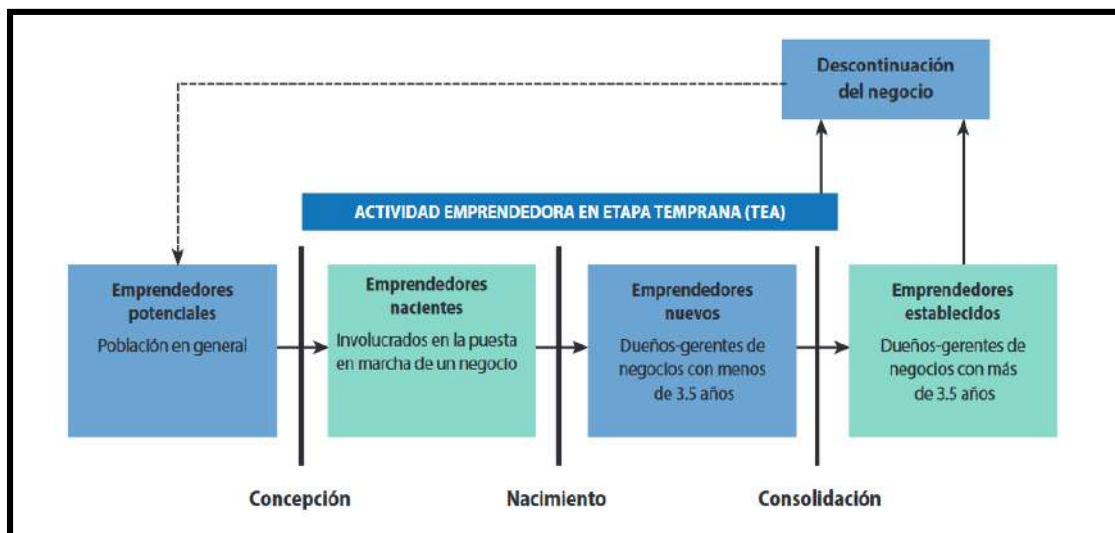 Descontinuación
del negocio
ACTIVIDAD EMPRENDEDORA EN ETAPA TEMPRANA (TEA)
Emprendedores
potenciales
Población en general
Emprendedores
nacientes
Involucrados en la puesta
en marcha de un negocio
Emprendedores
nuevos
Dueños-gerentes de
negocios con menos
de 3.5 años
Emprendedores
establecidos
Dueños-gerentes de
negocios con más
de 3.5 años
Concepción
Nacimiento
Consolidación